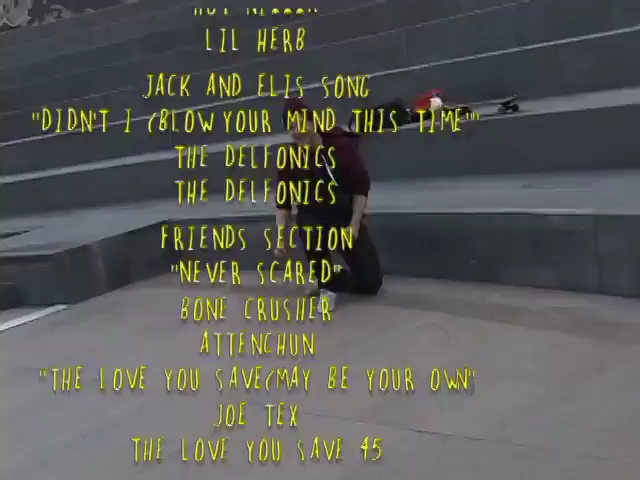 LIL HERB
JACK AND ELIS SONG
"DIDN'T I (BLOW YOUR MIND THIS TIME"'
THE DELFONICS
THE DELFONICS
FRIENDS SECTION
"NEVER SCARED"
BONE CRUSHER
ATTENCHUN
"THE LOVE YOU SAVE(MAY BE YOUR OWN"
JOE TEX
THE LOVE YOU SAVE 45